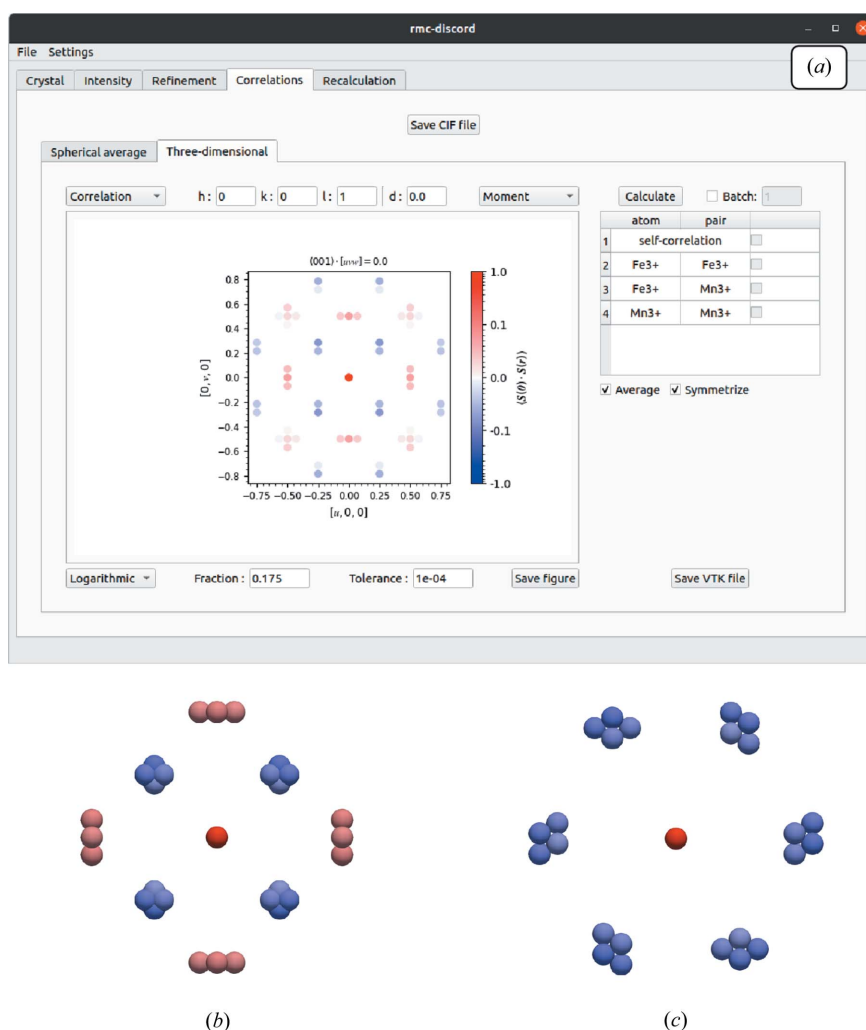 rmc-discord
File Settings
(a)
Crystal Intensity Refinement Correlations Recalculation
Save CIF file
Spherical average Three-dimensional
Correlation h: 0 k: 0 l: 1 d: 0.0 Moment Calculate Batch: 1
atom pair
1 self-correlation
2 Fe3+ Fe3+
3 Fe3+ Mn3+
4 Mn3+ Mn3+
Average Symmetrize
(001)·[uvw]=0.0
0.8
0.6
0.4
0.2
0.0
−0.2
−0.4
−0.6
−0.8
[0, v, 0]
−0.75 −0.50 −0.25 0.00 0.25 0.50 0.75
[u, 0, 0]
1.0
0.1
0.0
-0.1
-1.0
⟨S(0)·S(r)⟩
Logarithmic Fraction: 0.175 Tolerance: 1e-04 Save figure Save VTK file
(b) (c)